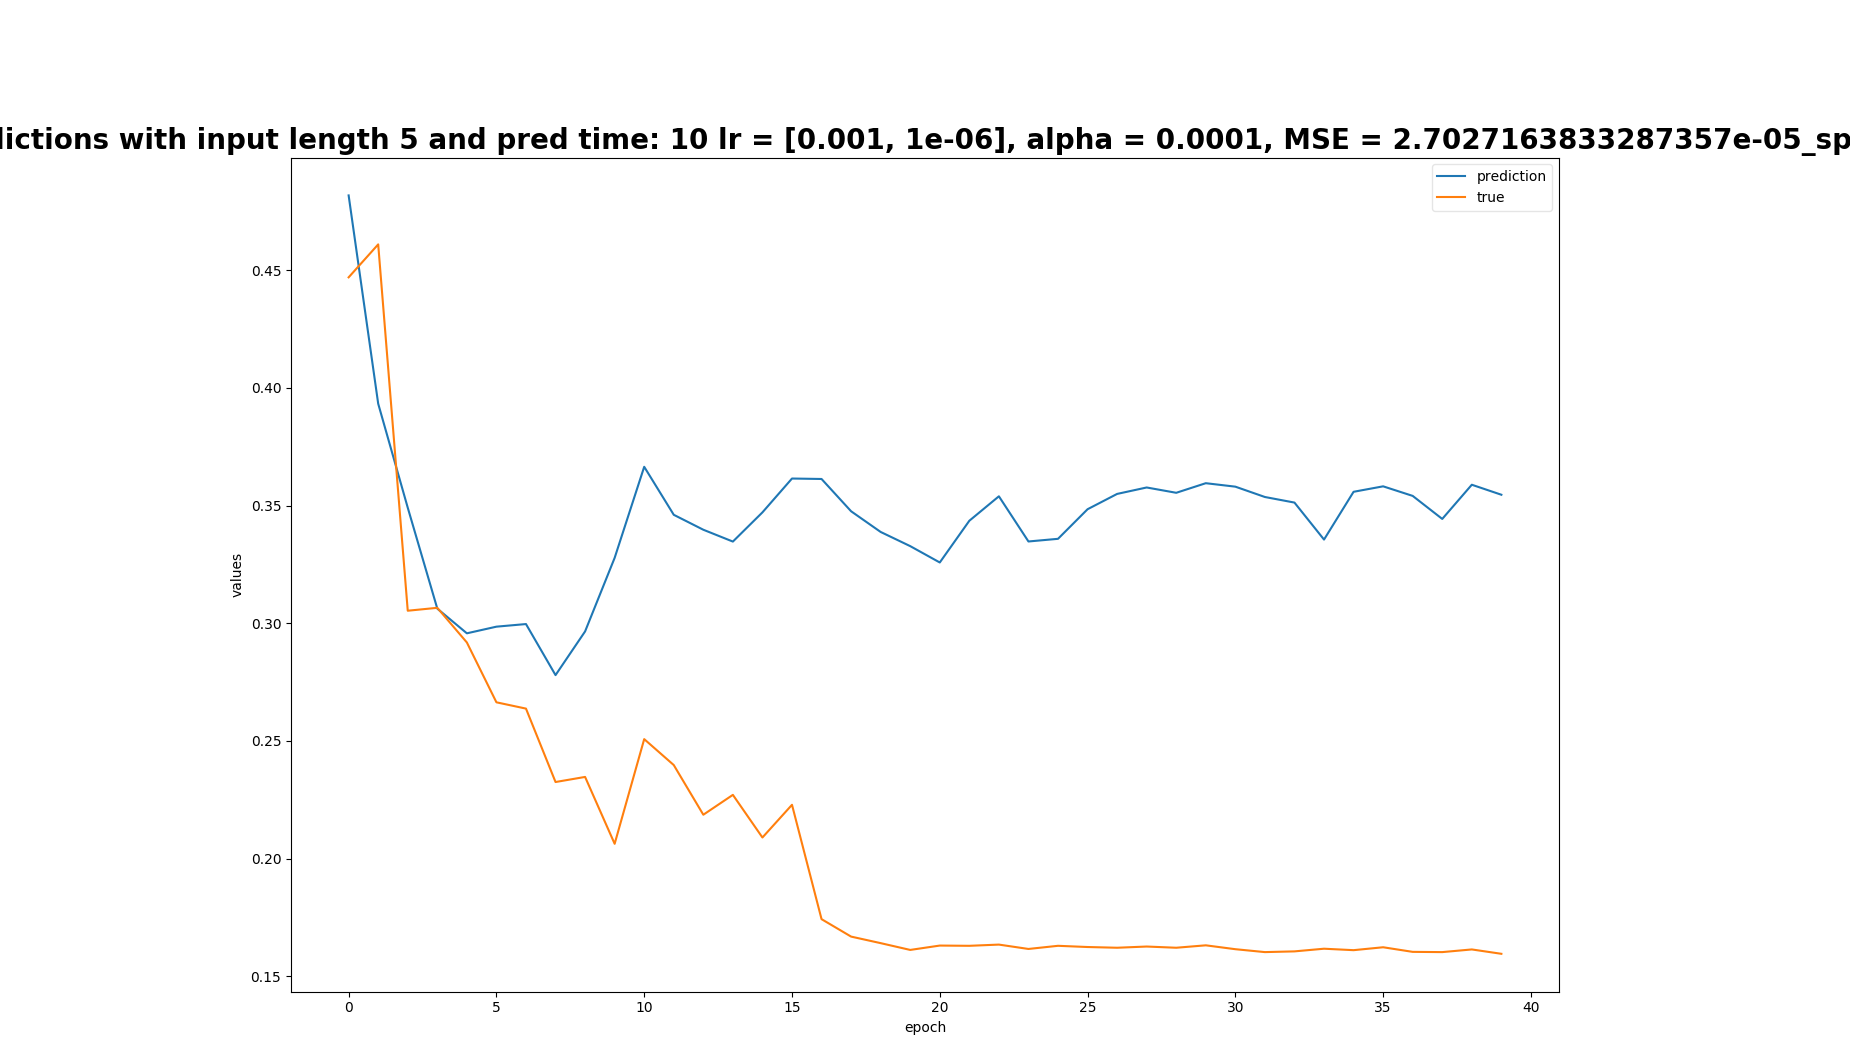 with input length 5 and pred time: 10 lr = [0.001, 1e-06], alpha = 0.0001, MSE = 2.7027163833287357e-05_sp
prediction
true
0.45
0.40
0.35
0.30
0.25
0.20
0.15
values
0 5 10 15 20 25 30 35 40
epoch